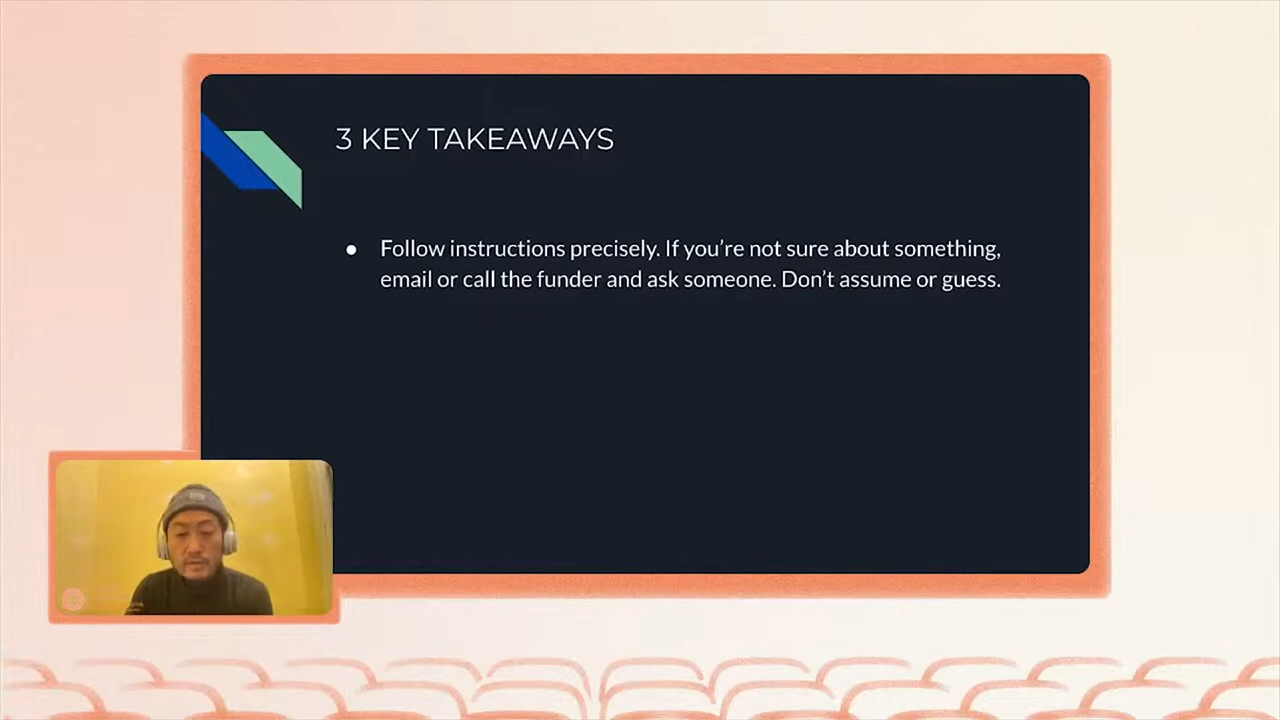 3 KEY TAKEAWAYS
● Follow instructions precisely. If you’re not sure about something,
email or call the funder and ask someone. Don’t assume or guess.